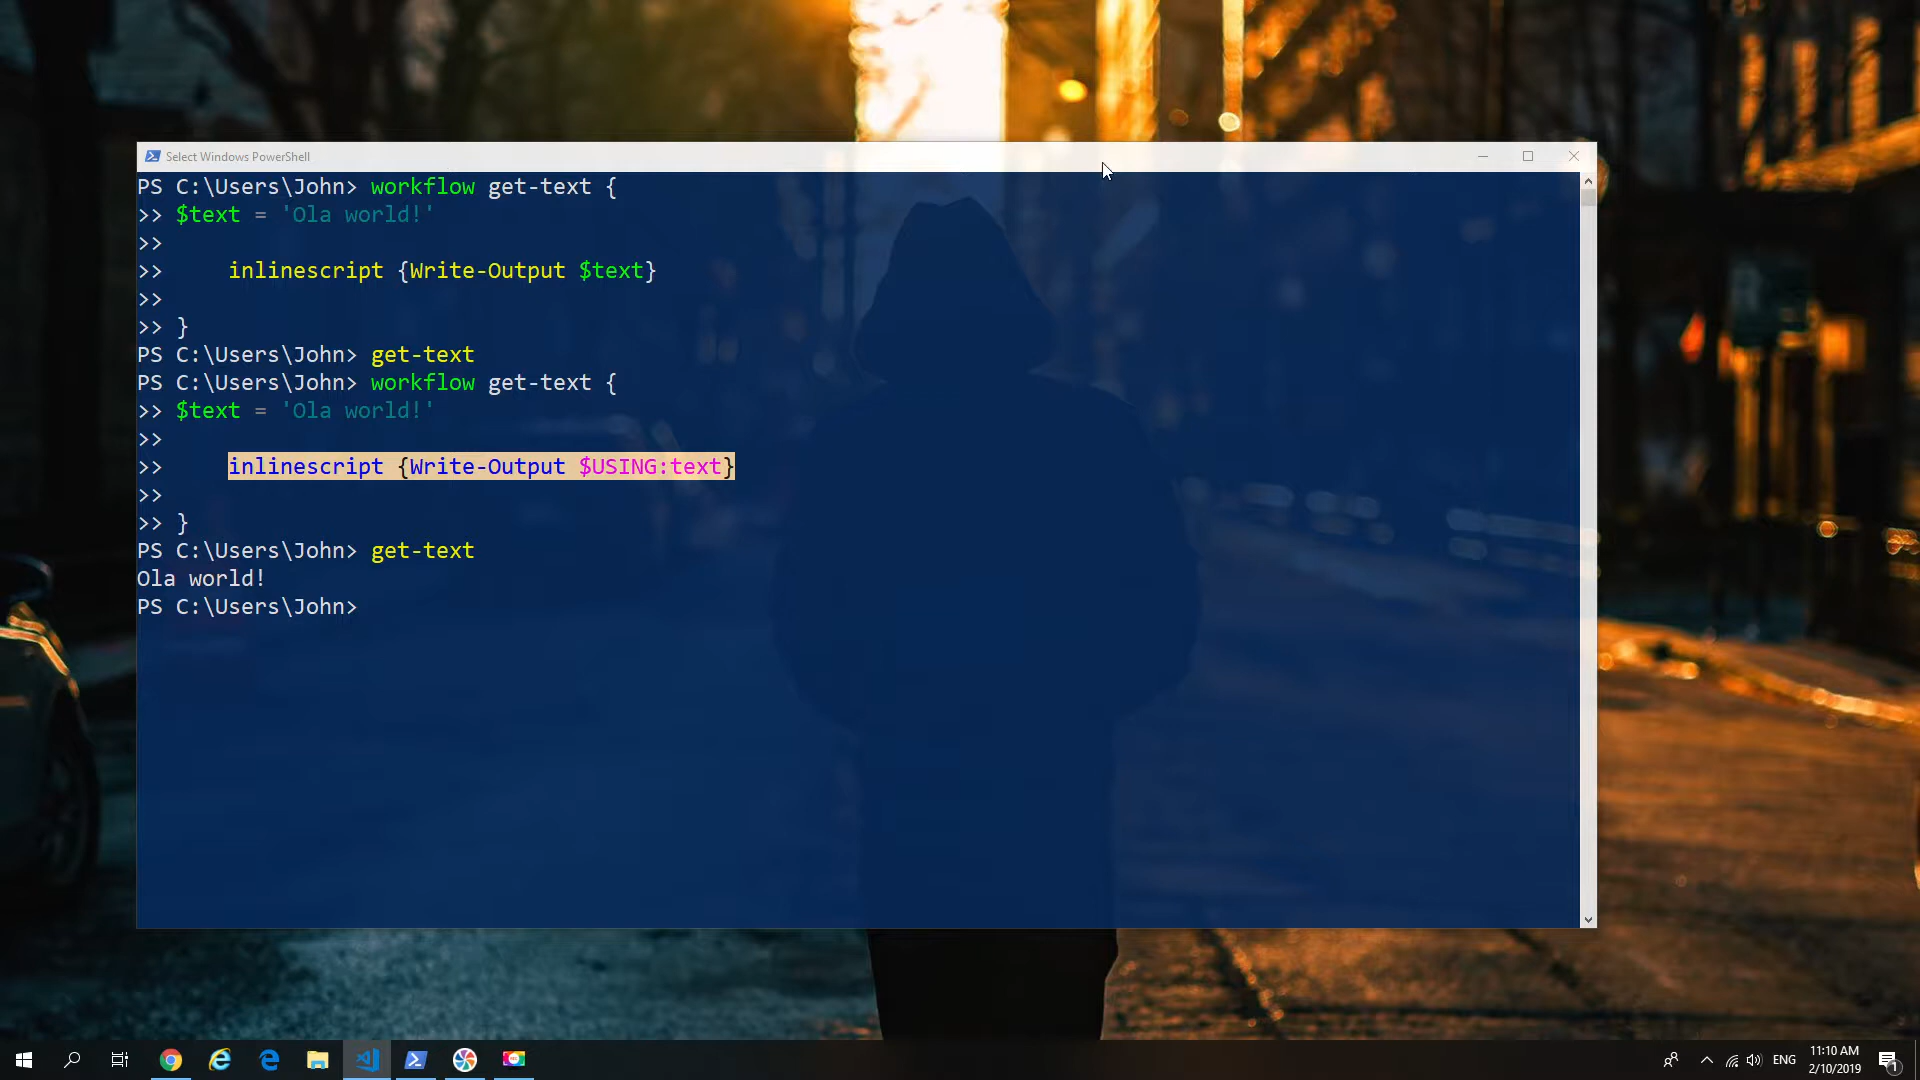 Select Windows PowerShell
PS C:\Users\John> workflow get-text {
>> $text = 'Ola world!'
>>
>>     inlinescript {Write-Output $text}
>>
>> }
PS C:\Users\John> get-text
PS C:\Users\John> workflow get-text {
>> $text = 'Ola world!'
>>
>>     inlinescript {Write-Output $USING:text}
>>
>> }
PS C:\Users\John> get-text
Ola world!
PS C:\Users\John>
ENG
11:10 AM
2/10/2019
1